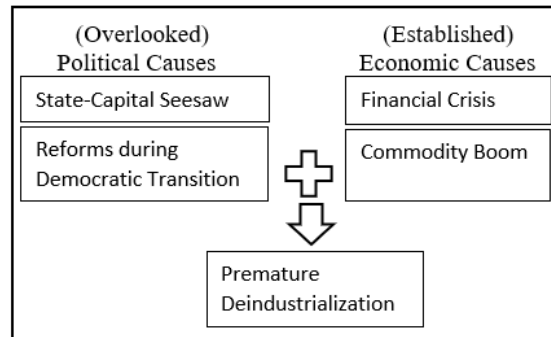 (Overlooked)
Political Causes
State-Capital Seesaw
Reforms during
Democratic Transition
(Established)
Economic Causes
Financial Crisis
Commodity Boom
Premature
Deindustrialization